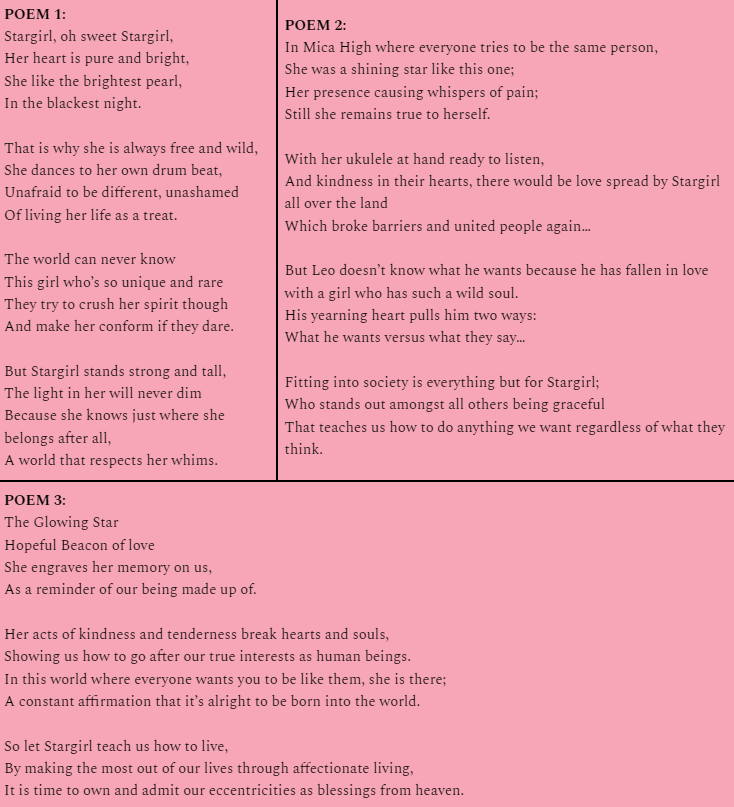 POEM 1:
Stargirl, oh sweet Stargirl,
Her heart is pure and bright,
She like the brightest pearl,
In the blackest night.

That is why she is always free and wild,
She dances to her own drum beat,
Unafraid to be different, unashamed
Of living her life as a treat.

The world can never know
This girl who's so unique and rare
They try to crush her spirit though
And make her conform if they dare.

But Stargirl stands strong and tall,
The light in her will never dim
Because she knows just where she
belongs after all,
A world that respects her whims.

POEM 2:
In Mica High where everyone tries to be the same person,
She was a shining star like this one;
Her presence causing whispers of pain;
Still she remains true to herself.

With her ukulele at hand ready to listen,
And kindness in their hearts, there would be love spread by Stargirl
all over the land
Which broke barriers and united people again...

But Leo doesn't know what he wants because he has fallen in love
with a girl who has such a wild soul.
His yearning heart pulls him two ways:
What he wants versus what they say...

Fitting into society is everything but for Stargirl;
Who stands out amongst all others being graceful
That teaches us how to do anything we want regardless of what they
think.

POEM 3:
The Glowing Star
Hopeful Beacon of love
She engraves her memory on us,
As a reminder of our being made up of.

Her acts of kindness and tenderness break hearts and souls,
Showing us how to go after our true interests as human beings.
In this world where everyone wants you to be like them, she is there;
A constant affirmation that it's alright to be born into the world.

So let Stargirl teach us how to live,
By making the most out of our lives through affectionate living,
It is time to own and admit our eccentricities as blessings from heaven.